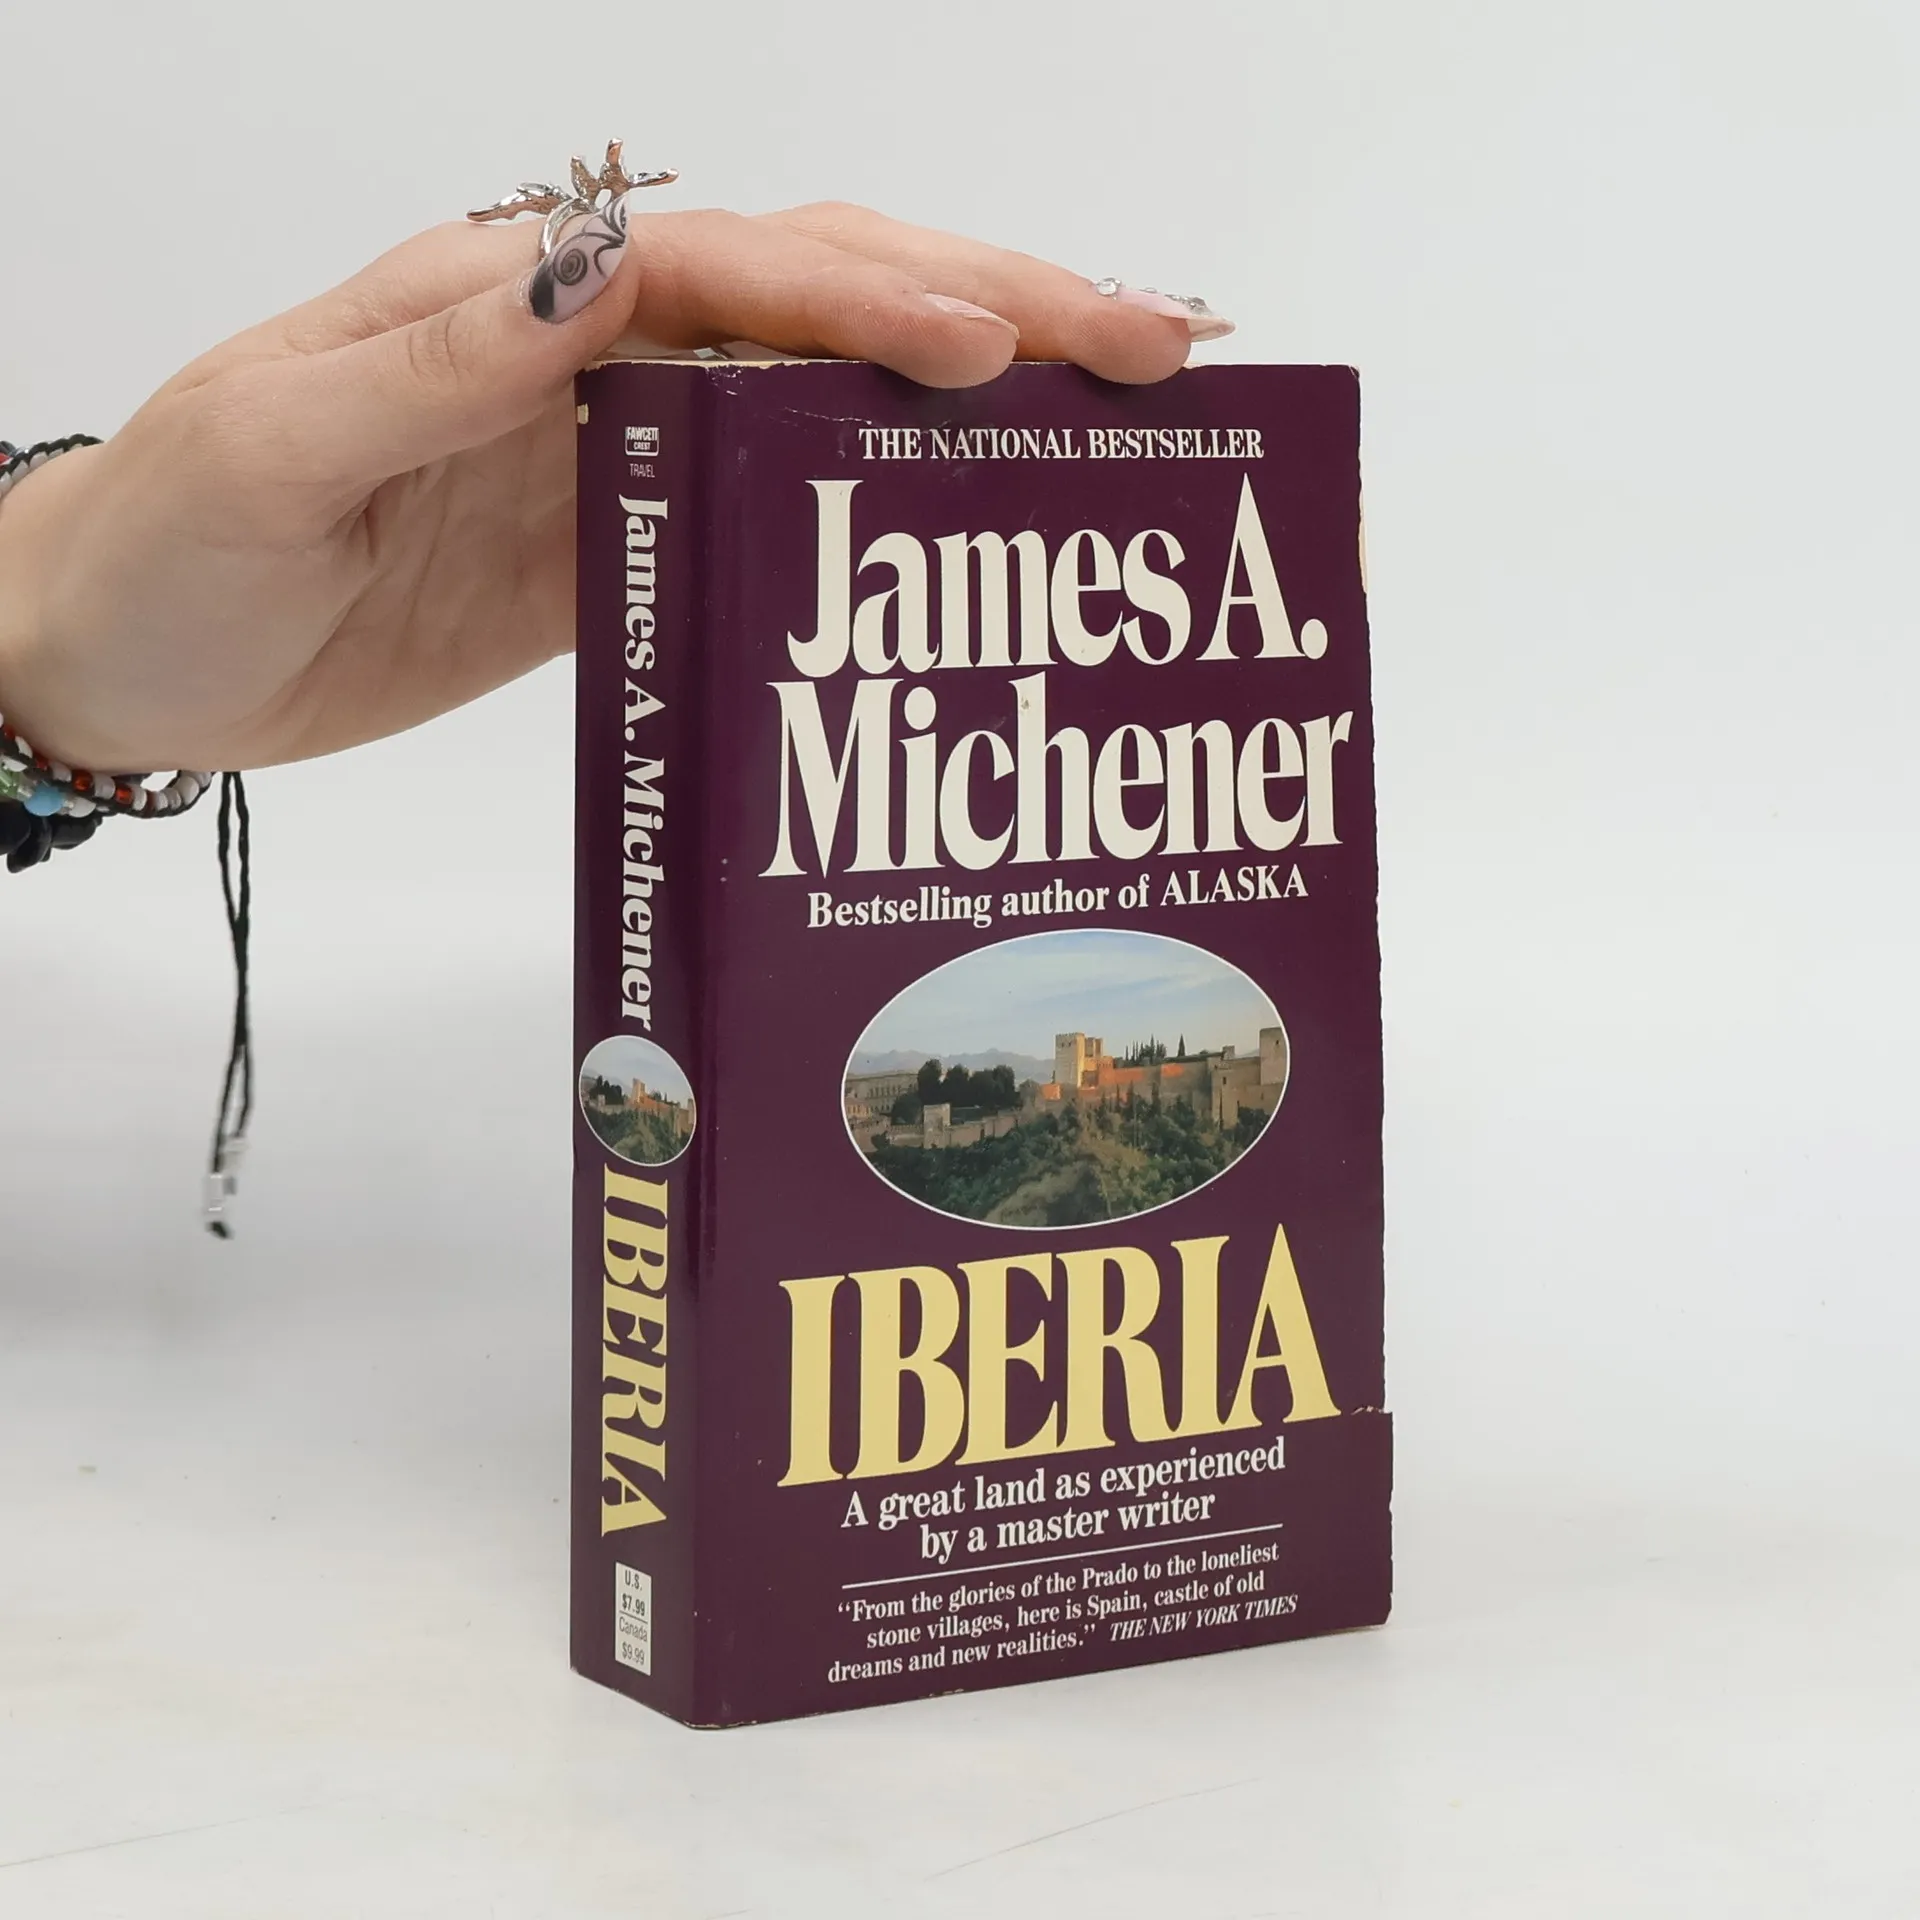 FAWCETT
CREST
TRAVEL
James A. Michener
IBERIA
U.S.
$7.99
Canada
$9.99
THE NATIONAL BESTSELLER
James A.
Michener
Bestselling author of ALASKA
IBERIA
A great land as experienced
by a master writer
“From the glories of the Prado to the loneliest
stone villages, here is Spain, castle of old
dreams and new realities.” THE NEW YORK TIMES